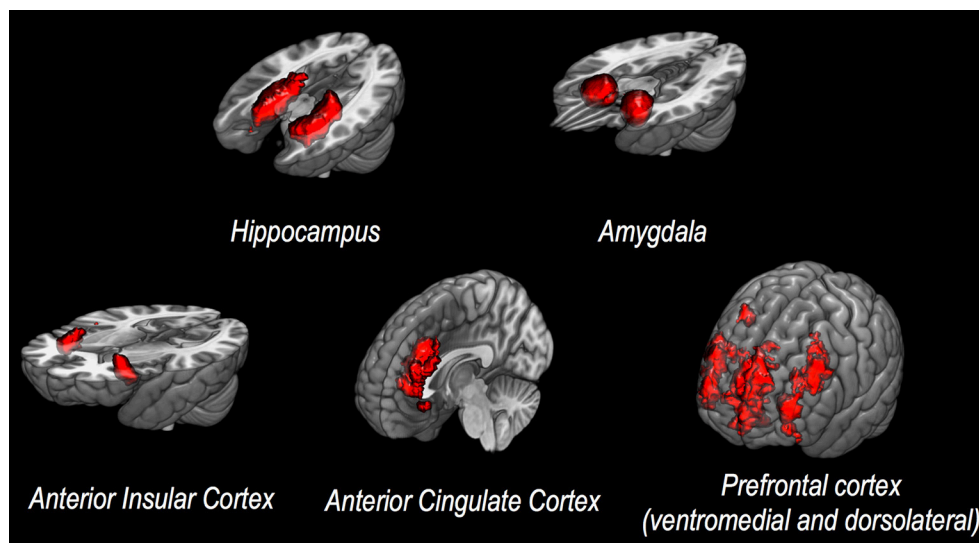 Hippocampus
Amygdala
Anterior Insular Cortex
Anterior Cingulate Cortex
Prefrontal cortex
(ventromedial and dorsolateral)